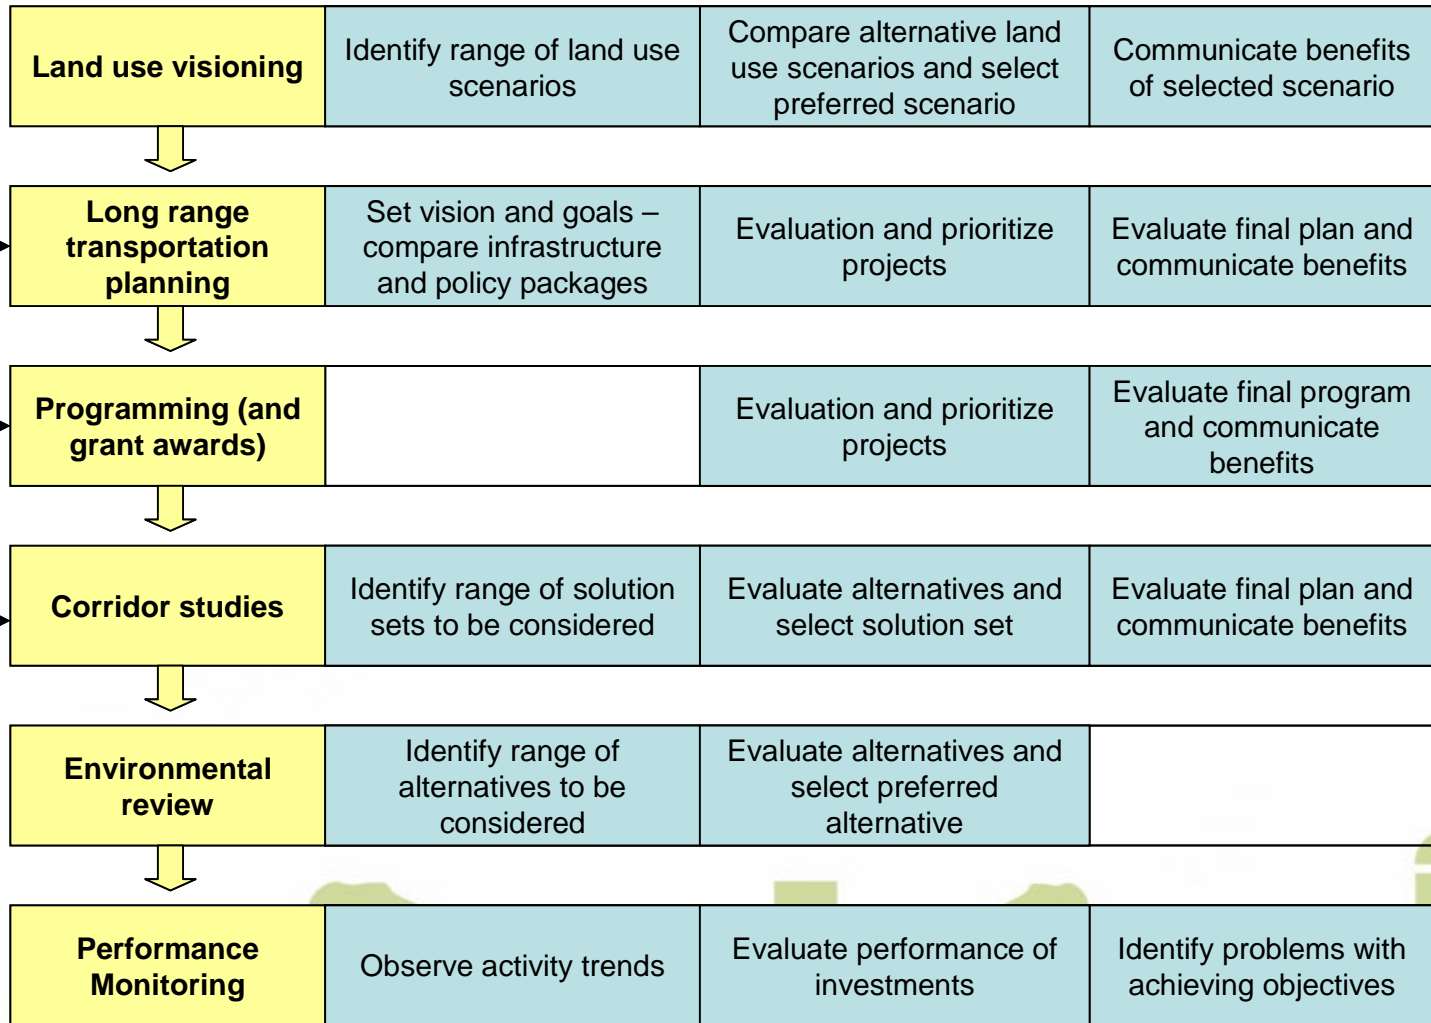 Land use visioning
Identify range of land use
scenarios
Compare alternative land
use scenarios and select
preferred scenario
Communicate benefits
of selected scenario
Long range
transportation
planning
Set vision and goals –
compare infrastructure
and policy packages
Evaluation and prioritize
projects
Evaluate final plan and
communicate benefits
Programming (and
grant awards)
Evaluation and prioritize
projects
Evaluate final program
and communicate
benefits
Corridor studies
Identify range of solution
sets to be considered
Evaluate alternatives and
select solution set
Evaluate final plan and
communicate benefits
Environmental
review
Identify range of
alternatives to be
considered
Evaluate alternatives and
select preferred
alternative
Performance
Monitoring
Observe activity trends
Evaluate performance of
investments
Identify problems with
achieving objectives